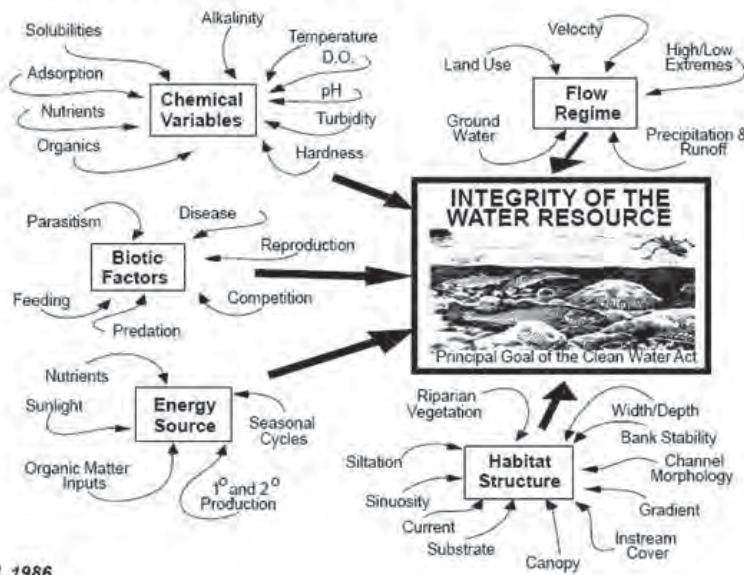 Alkalinity
Solubilities
Adsorption
Nutrients
Organics
Chemical
Variables
Temperature
D.O.
pH
Turbidity
Hardness
Velocity
Land Use
High/Low
Extremes
Flow
Regime
Ground
Water
Precipitation &
Runoff
INTEGRITY OF THE
WATER RESOURCE
Principal Goal of the Clean Water Act
Parasitism
Disease
Biotic
Factors
Reproduction
Feeding
Predation
Competition
Nutrients
Sunlight
Energy
Source
Seasonal
Cycles
Organic Matter
Inputs
1° and 2°
Production
Riparian
Vegetation
Width/Depth
Bank Stability
Siltation
Habitat
Structure
Channel
Morphology
Sinuosity
Gradient
Current
Substrate
Canopy
Instream
Cover
1986